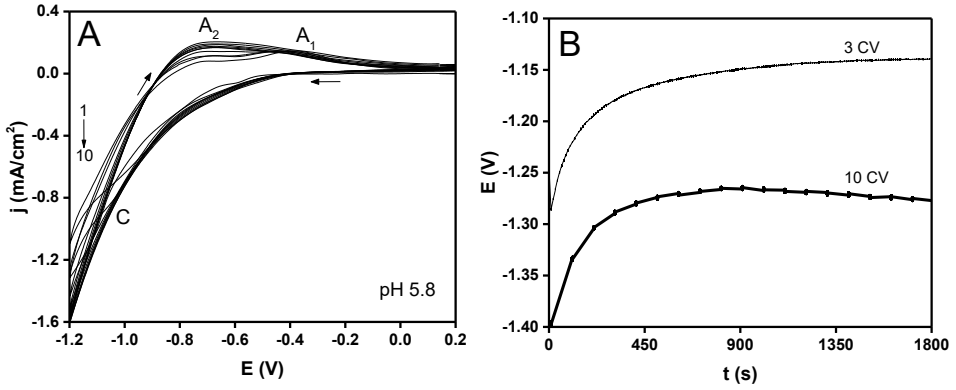 A
A2
A1
0.4
0.0
-0.4
-0.8
-1.2
-1.6
1
10
C
pH 5.8
j (mA/cm²)
-1.2 -1.0 -0.8 -0.6 -0.4 -0.2 0.0 0.2
E (V)
B
3 CV
10 CV
-1.10
-1.15
-1.20
-1.25
-1.30
-1.35
-1.40
E (V)
0 450 900 1350 1800
t (s)